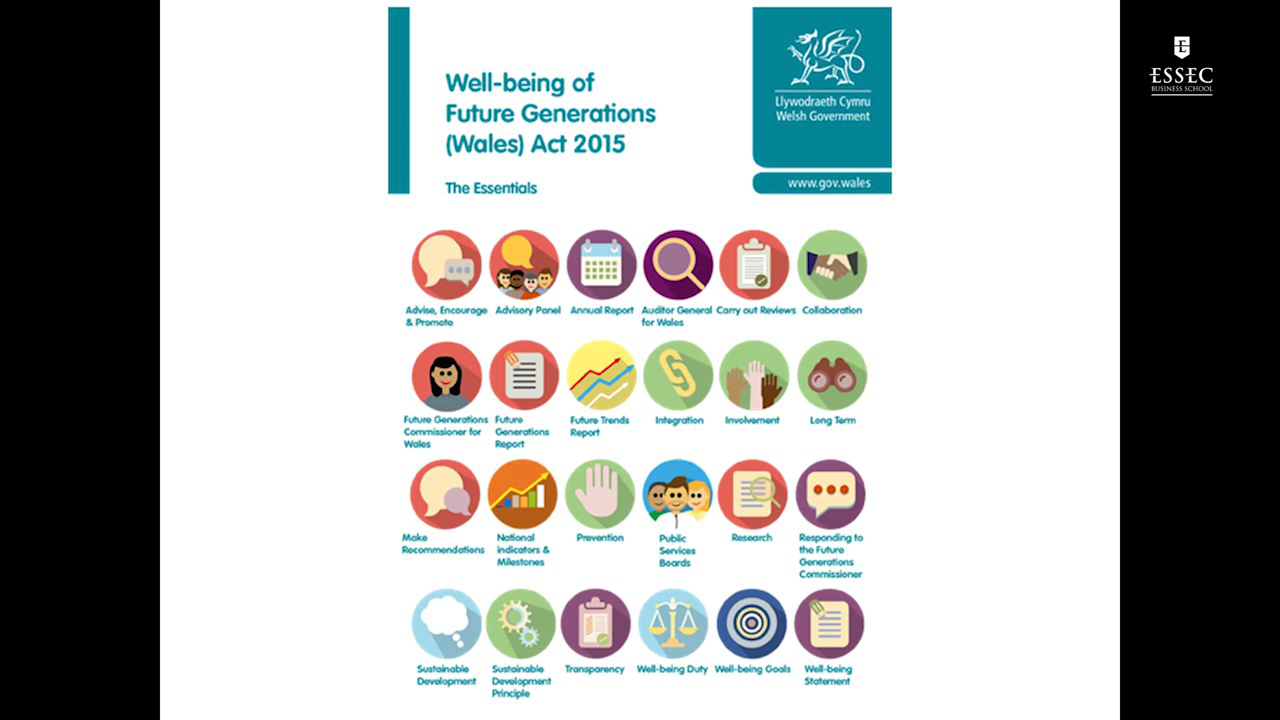 Well-being of
Future Generations
(Wales) Act 2015
The Essentials
Llywodraeth Cymru
Welsh Government
www.gov.wales
E
ESSEC
BUSINESS SCHOOL
Advise, Encourage
& Promote
Advisory Panel
Annual Report
Auditor General
for Wales
Carry out Reviews
Collaboration
Future Generations
Commissioner for
Wales
Future
Generations
Report
Future Trends
Report
Integration
Involvement
Long Term
Make
Recommendations
National
indicators &
Milestones
Prevention
Public
Services
Boards
Research
Responding to
the Future
Generations
Commissioner
Sustainable
Development
Sustainable
Development
Principle
Transparency
Well-being Duty
Well-being Goals
Well-being
Statement